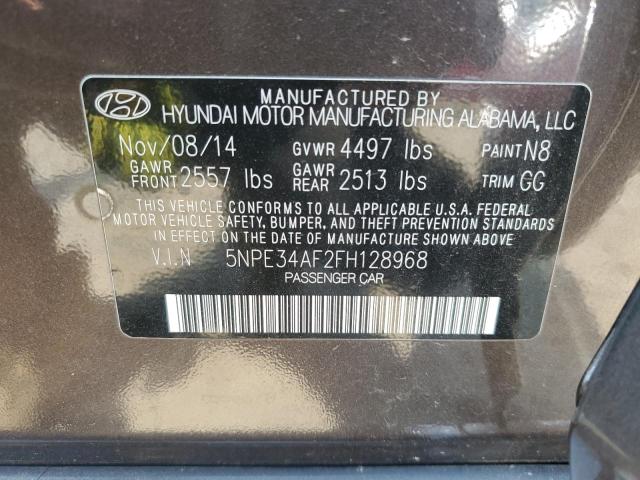 MANUFACTURED BY
HYUNDAI MOTOR MANUFACTURING ALABAMA, LLC
Nov/08/14 GVWR 4497 lbs PAINT N8
GAWR FRONT 2557 lbs GAWR REAR 2513 lbs TRIM GG
THIS VEHICLE CONFORMS TO ALL APPLICABLE U.S.A. FEDERAL
MOTOR VEHICLE SAFETY, BUMPER, AND THEFT PREVENTION STANDARDS
IN EFFECT ON THE DATE OF MANUFACTURE SHOWN ABOVE.
V.I.N 5NPE34AF2FH128968
PASSENGER CAR